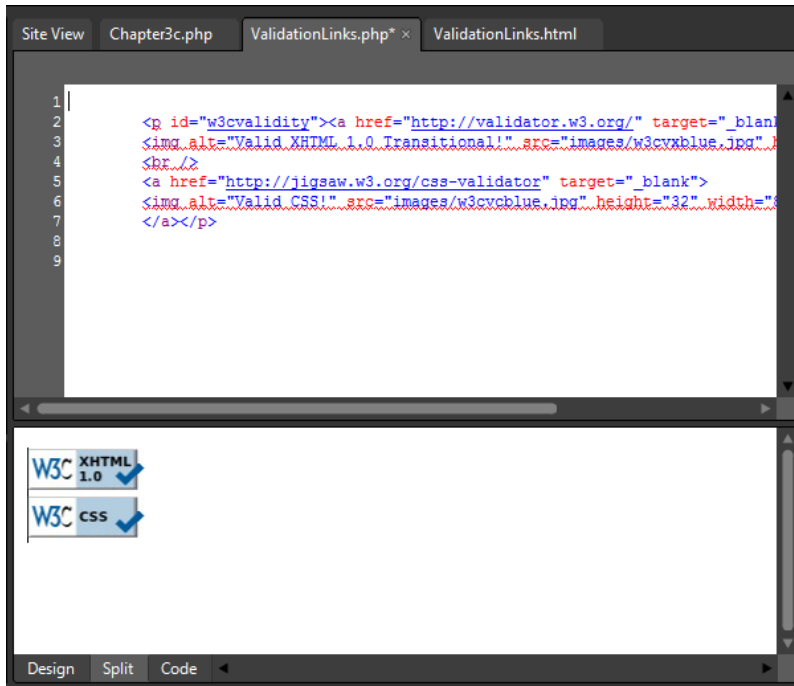 Site View Chapter3c.php ValidationLinks.php* × ValidationLinks.html
1
2 <p id="w3cvalidity"><a href="http://validator.w3.org/" target="_blank
3 <img alt="Valid XHTML 1.0 Transitional!" src="images/w3cvxblue.jpg" h
4 <br />
5 <a href="http://jigsaw.w3.org/css-validator" target="_blank">
6 <img alt="Valid CSS!" src="images/w3cvcblue.jpg" height="32" width="8
7 </a></p>
8
9
W3C XHTML
1.0
W3C CSS
Design Split Code